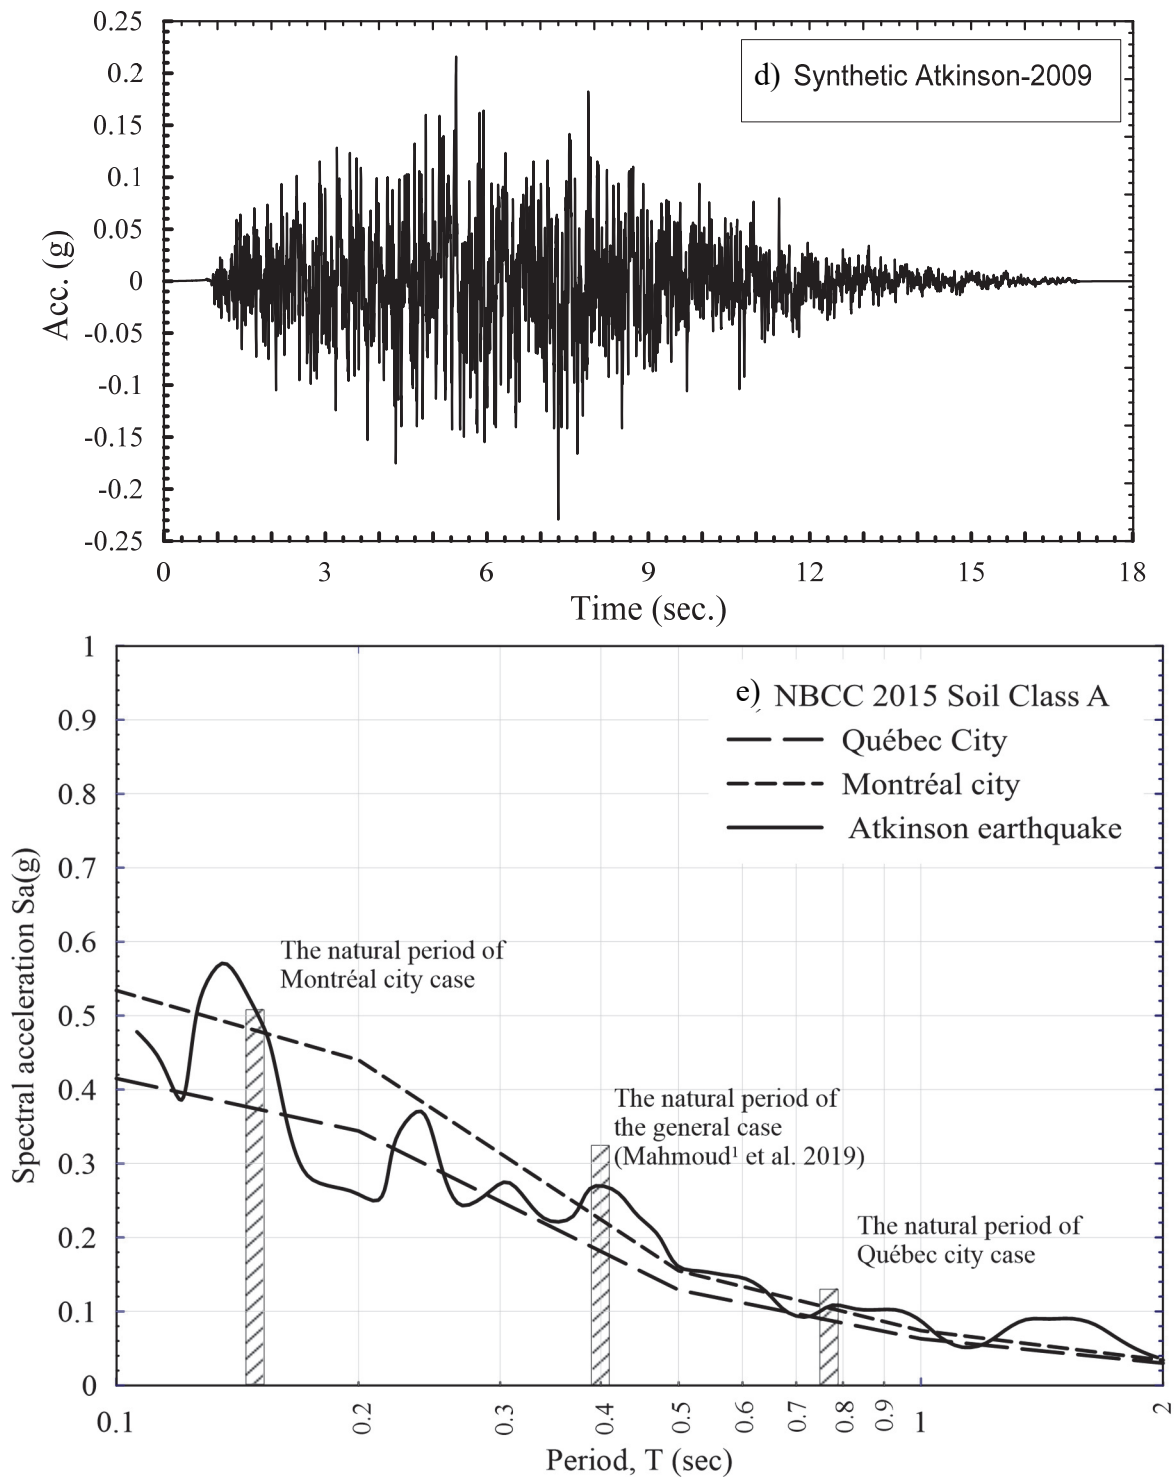 0.25
0.2
0.15
0.1
0.05
0
-0.05
-0.1
-0.15
-0.2
-0.25
Acc. (g)
d) Synthetic Atkinson-2009
0 3 6 9 12 15 18
Time (sec.)
1
0.9
0.8
0.7
0.6
0.5
0.4
0.3
0.2
0.1
0
Spectral acceleration Sa(g)
e) NBCC 2015 Soil Class A
Québec City
Montréal city
Atkinson earthquake
The natural period of
Montréal city case
The natural period of
the general case
(Mahmoud¹ et al. 2019)
The natural period of
Québec city case
0.1 0.2 0.3 0.4 0.5 0.6 0.7 0.8 0.9 1 2
Period, T (sec)